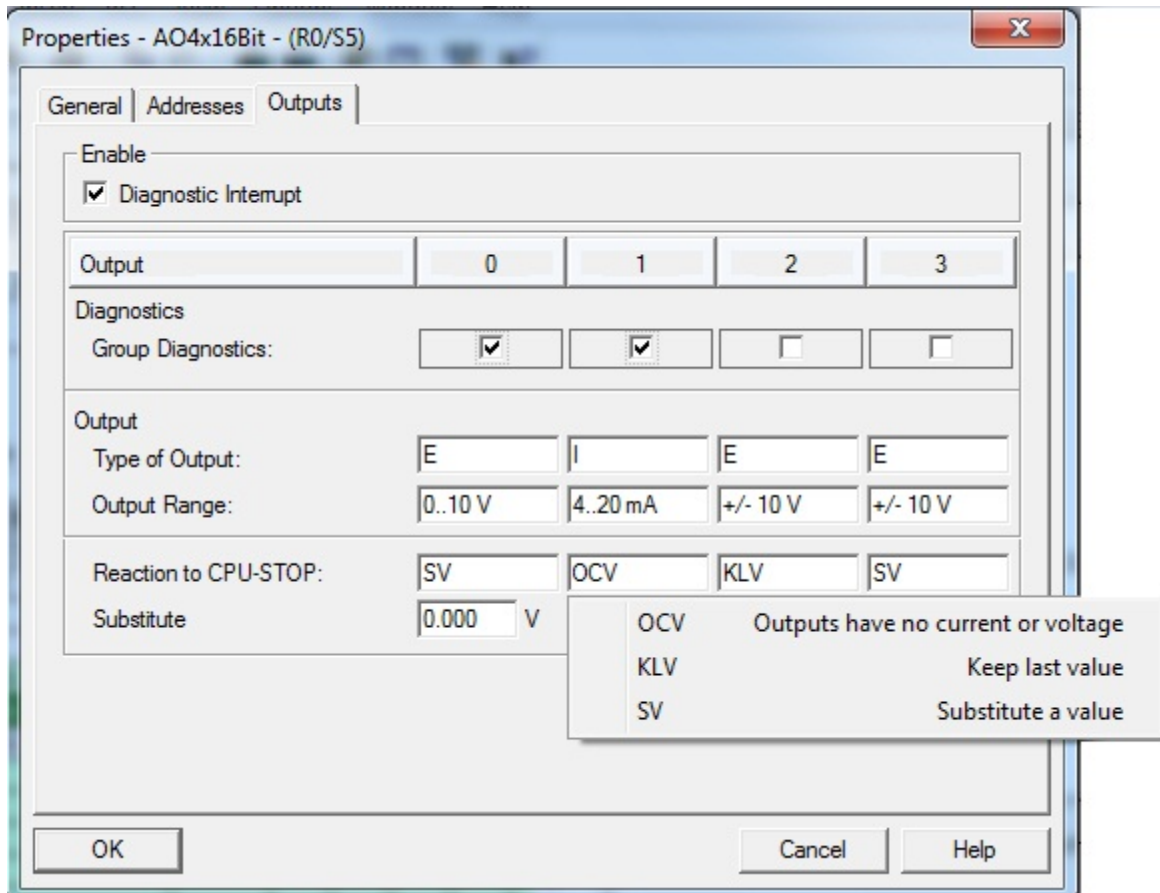 Properties - AO4x16Bit - (R0/S5)
General Addresses Outputs
Enable
Diagnostic Interrupt
Output 0 1 2 3
Diagnostics
Group Diagnostics:
Output
Type of Output: E I E E
Output Range: 0..10 V 4..20 mA +/- 10 V +/- 10 V
Reaction to CPU-STOP: SV OCV KLV SV
Substitute 0.000 V
OCV Outputs have no current or voltage
KLV Keep last value
SV Substitute a value
OK Cancel Help